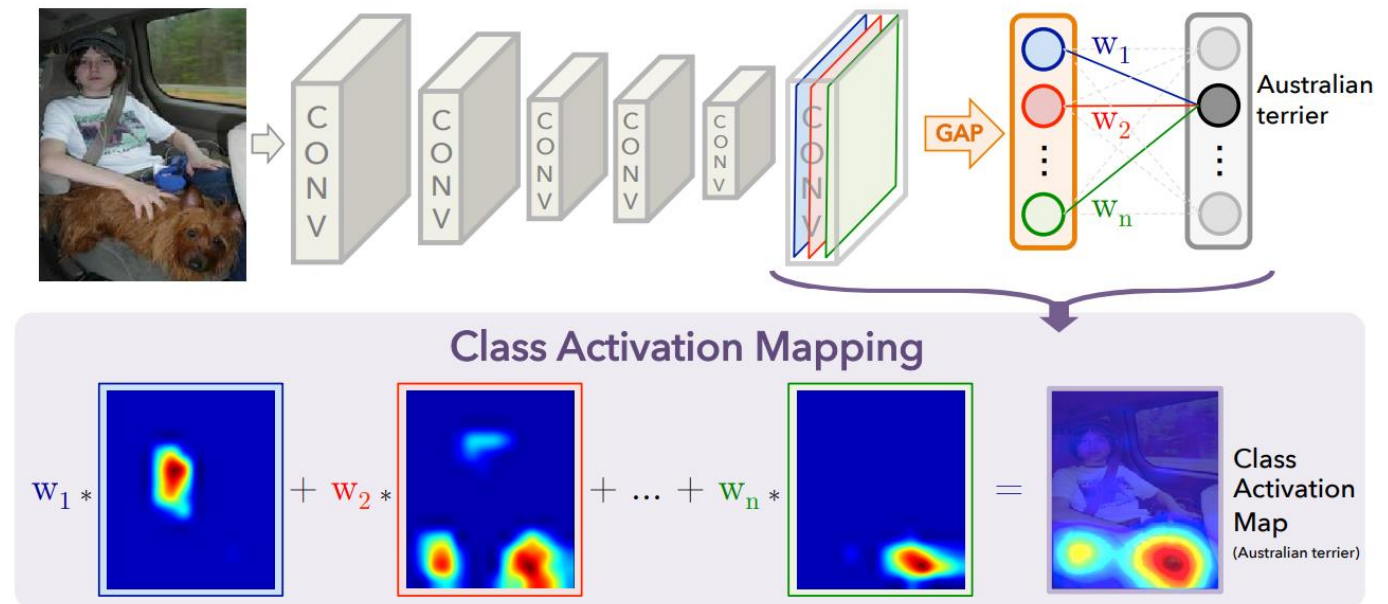 CONV
CONV
CONV
CONV
CONV
CONV
GAP
w1
w2
⋮
wn
⋮
Australian
terrier
Class Activation Mapping
w1 * + w2 * + ... + wn * =
Class
Activation
Map
(Australian terrier)